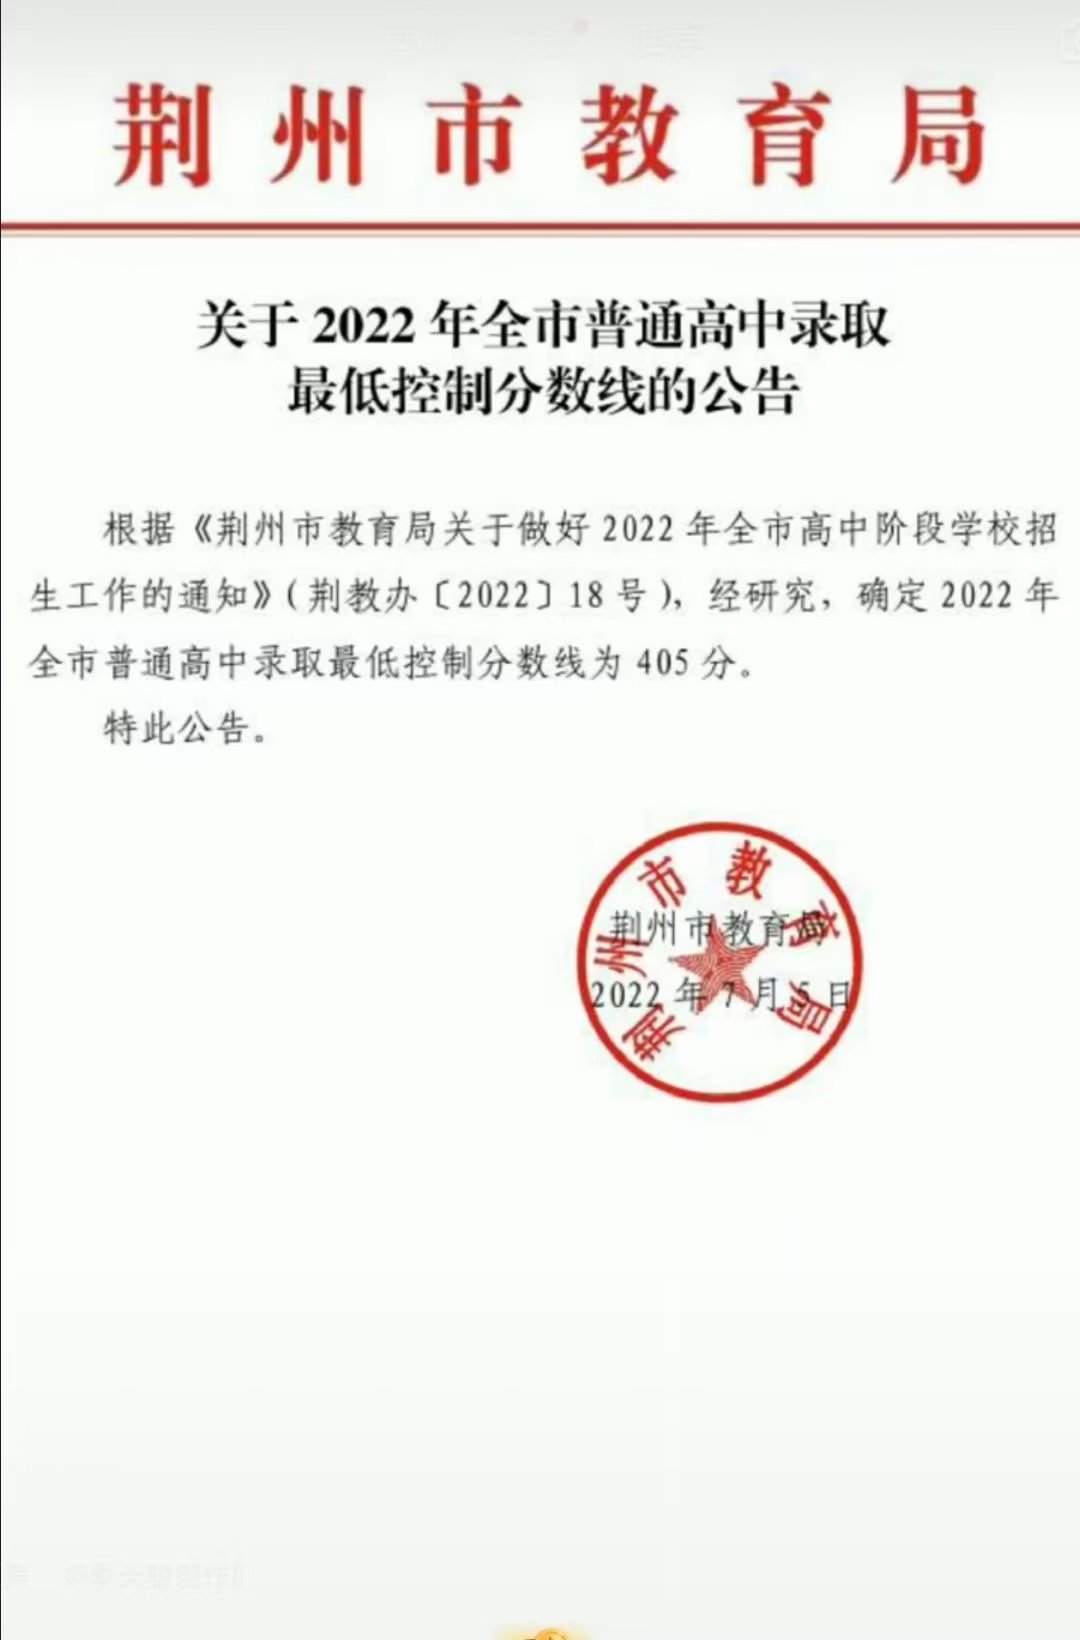 荆州市教育局
关于 2022 年全市普通高中录取
最低控制分数线的公告
根据《荆州市教育局关于做好 2022 年全市高中阶段学校招
生工作的通知》（荆教办〔2022〕18 号），经研究，确定 2022 年
全市普通高中录取最低控制分数线为 405 分。
特此公告。
荆州市教育局
荆州市教育局
2022 年 7 月 5 日